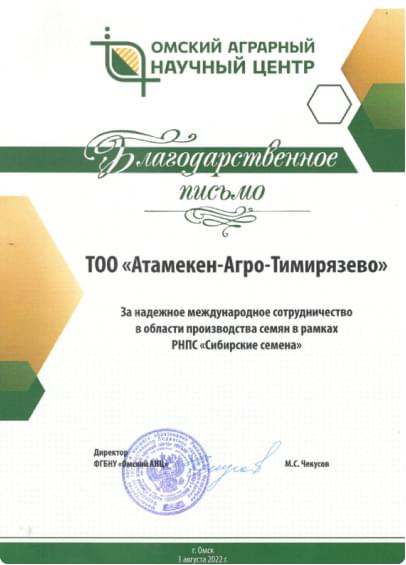 ОМСКИЙ АГРАРНЫЙ
НАУЧНЫЙ ЦЕНТР
Благодарственное
письмо
ТОО «Атамекен-Агро-Тимирязево»
За надежное международное сотрудничество
в области производства семян в рамках
РНПС «Сибирские семена»
Директор
ФГБНУ «Омский АНЦ»
М.С. Чекусов
г. Омск
3 августа 2022 г.